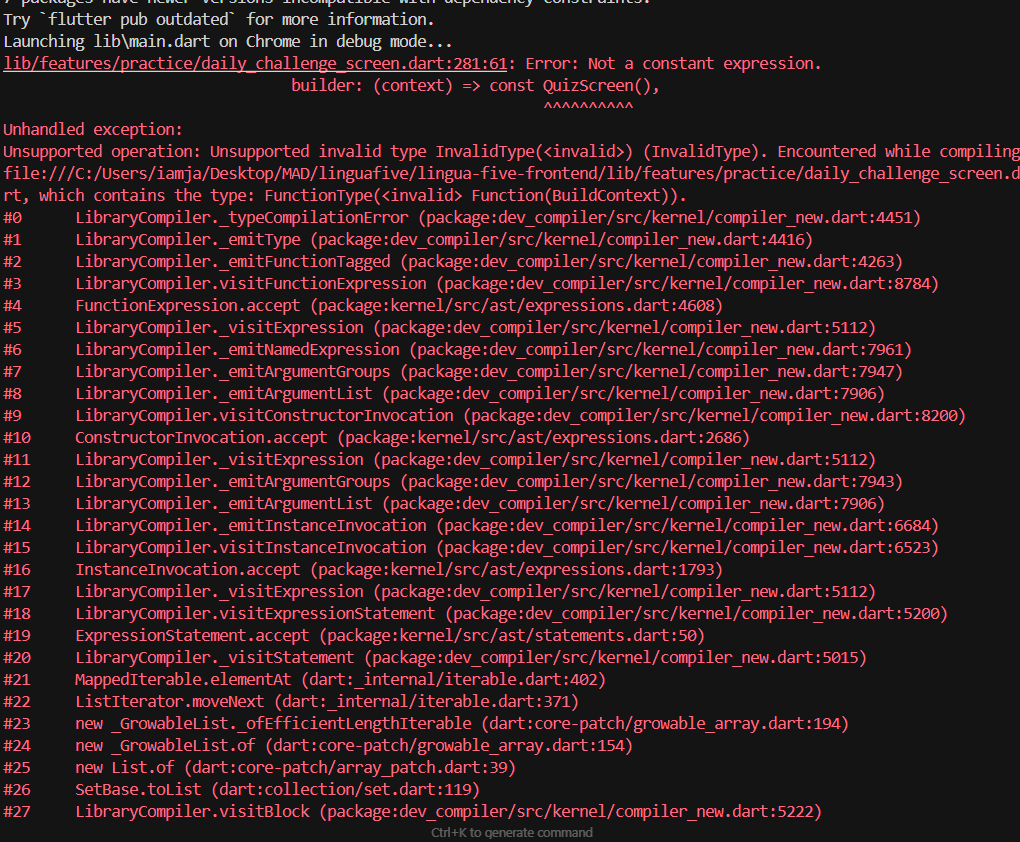 7 packages have newer versions incompatible with dependency constraints.
Try `flutter pub outdated` for more information.
Launching lib\main.dart on Chrome in debug mode...
lib/features/practice/daily_challenge_screen.dart:281:61: Error: Not a constant expression.
builder: (context) => const QuizScreen(),
^^^^^^^^^^
Unhandled exception:
Unsupported operation: Unsupported invalid type InvalidType(<invalid>) (InvalidType). Encountered while compiling
file:///C:/Users/iamja/Desktop/MAD/linguafive/lingua-five-frontend/lib/features/practice/daily_challenge_screen.d
rt, which contains the type: FunctionType(<invalid> Function(BuildContext)).
#0 LibraryCompiler._typeCompilationError (package:dev_compiler/src/kernel/compiler_new.dart:4451)
#1 LibraryCompiler._emitType (package:dev_compiler/src/kernel/compiler_new.dart:4416)
#2 LibraryCompiler._emitFunctionTagged (package:dev_compiler/src/kernel/compiler_new.dart:4263)
#3 LibraryCompiler.visitFunctionExpression (package:dev_compiler/src/kernel/compiler_new.dart:8784)
#4 FunctionExpression.accept (package:kernel/src/ast/expressions.dart:4608)
#5 LibraryCompiler._visitExpression (package:dev_compiler/src/kernel/compiler_new.dart:5112)
#6 LibraryCompiler._emitNamedExpression (package:dev_compiler/src/kernel/compiler_new.dart:7961)
#7 LibraryCompiler._emitArgumentGroups (package:dev_compiler/src/kernel/compiler_new.dart:7947)
#8 LibraryCompiler._emitArgumentList (package:dev_compiler/src/kernel/compiler_new.dart:7906)
#9 LibraryCompiler.visitConstructorInvocation (package:dev_compiler/src/kernel/compiler_new.dart:8200)
#10 ConstructorInvocation.accept (package:kernel/src/ast/expressions.dart:2686)
#11 LibraryCompiler._visitExpression (package:dev_compiler/src/kernel/compiler_new.dart:5112)
#12 LibraryCompiler._emitArgumentGroups (package:dev_compiler/src/kernel/compiler_new.dart:7943)
#13 LibraryCompiler._emitArgumentList (package:dev_compiler/src/kernel/compiler_new.dart:7906)
#14 LibraryCompiler._emitInstanceInvocation (package:dev_compiler/src/kernel/compiler_new.dart:6684)
#15 LibraryCompiler.visitInstanceInvocation (package:dev_compiler/src/kernel/compiler_new.dart:6523)
#16 InstanceInvocation.accept (package:kernel/src/ast/expressions.dart:1793)
#17 LibraryCompiler._visitExpression (package:dev_compiler/src/kernel/compiler_new.dart:5112)
#18 LibraryCompiler.visitExpressionStatement (package:dev_compiler/src/kernel/compiler_new.dart:5200)
#19 ExpressionStatement.accept (package:kernel/src/ast/statements.dart:50)
#20 LibraryCompiler._visitStatement (package:dev_compiler/src/kernel/compiler_new.dart:5015)
#21 MappedIterable.elementAt (dart:_internal/iterable.dart:402)
#22 ListIterator.moveNext (dart:_internal/iterable.dart:371)
#23 new _GrowableList._ofEfficientLengthIterable (dart:core-patch/growable_array.dart:194)
#24 new _GrowableList.of (dart:core-patch/growable_array.dart:154)
#25 new List.of (dart:core-patch/array_patch.dart:39)
#26 SetBase.toList (dart:collection/set.dart:119)
#27 LibraryCompiler.visitBlock (package:dev_compiler/src/kernel/compiler_new.dart:5222)
Ctrl+K to generate command